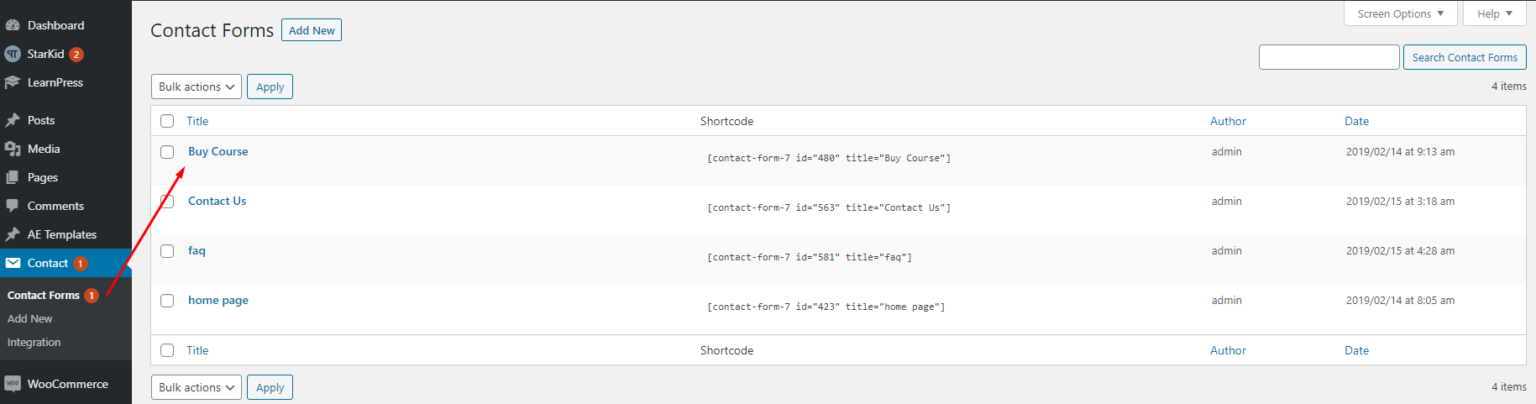 Screen Options ▼ Help ▼
Dashboard
StarKid 2
LearnPress
Posts
Media
Pages
Comments
AE Templates
Contact 1
Contact Forms 1
Add New
Integration
WooCommerce
Contact Forms Add New
Search Contact Forms
Bulk actions Apply 4 items
Title Shortcode Author Date
Buy Course [contact-form-7 id="480" title="Buy Course"] admin 2019/02/14 at 9:13 am
Contact Us [contact-form-7 id="563" title="Contact Us"] admin 2019/02/15 at 3:18 am
faq [contact-form-7 id="581" title="faq"] admin 2019/02/15 at 4:28 am
home page [contact-form-7 id="423" title="home page"] admin 2019/02/14 at 8:05 am
Title Shortcode Author Date
Bulk actions Apply 4 items